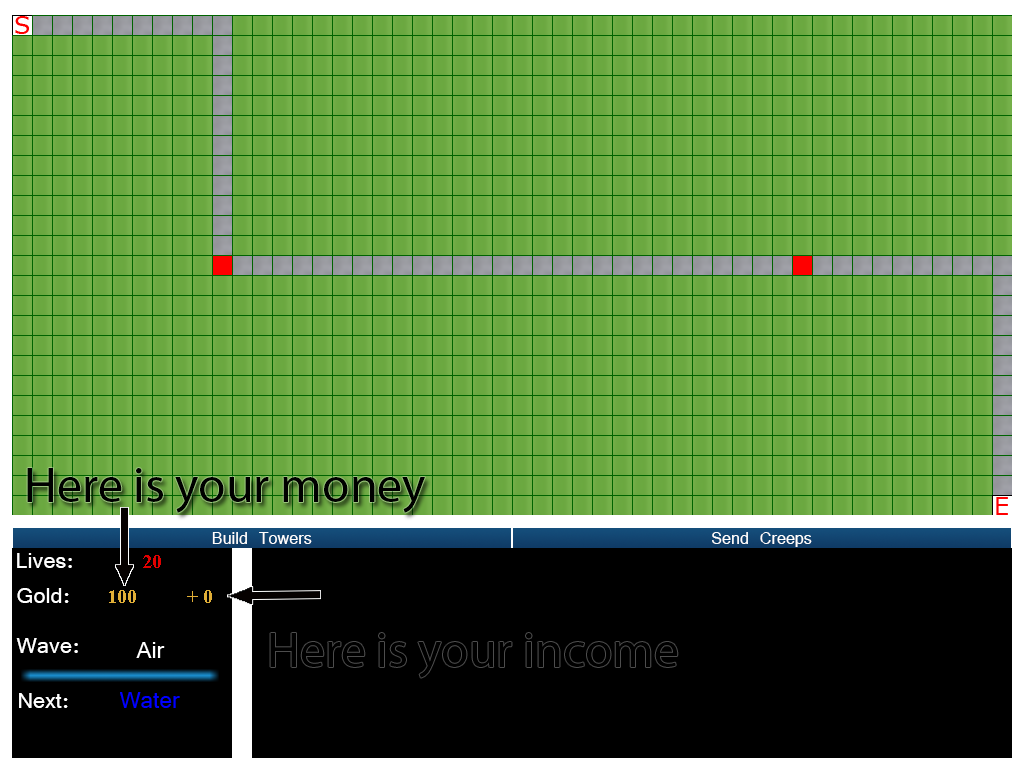 S
Here is your money
E
Build Towers
Send Creeps
Lives: 20
Gold: 100 + 0
Here is your income
Wave: Air
Next: Water